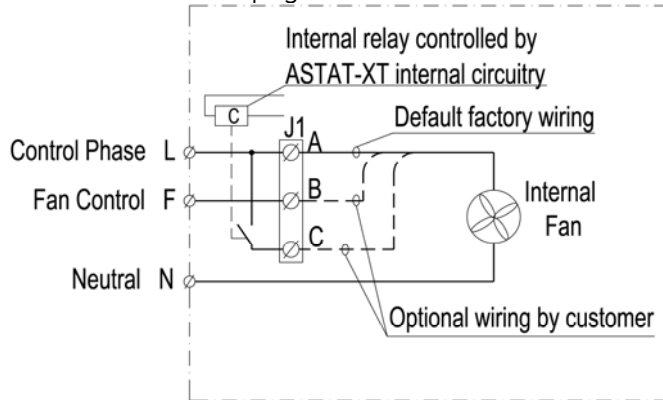 Internal relay controlled by
ASTAT-XT internal circuitry
C
J1
Default factory wiring
Control Phase L
A
Fan Control F
B
Internal
Fan
C
Neutral N
Optional wiring by customer